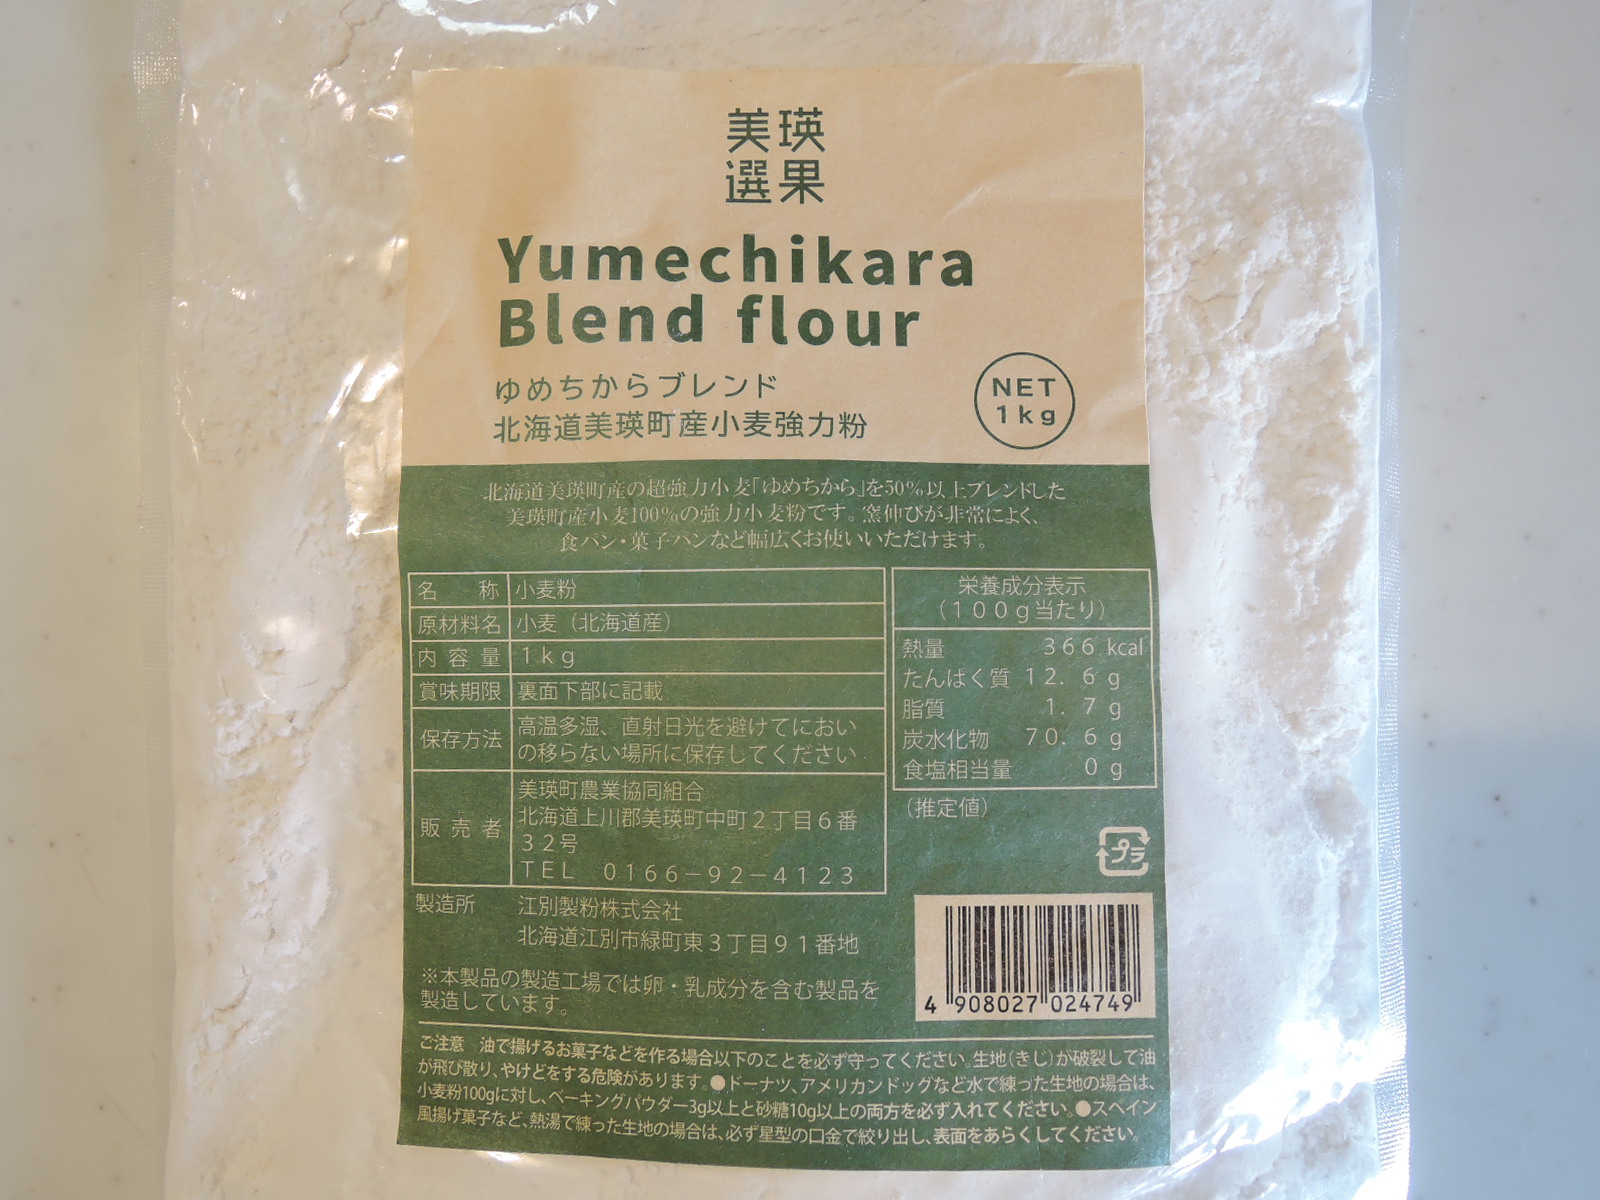 美瑛
選果
Yumechikara
Blend flour
ゆめちからブレンド
北海道美瑛町産小麦強力粉
NET
1kg
北海道美瑛町産の超強力小麦「ゆめちから」を50%以上ブレンドした
美瑛町産小麦100%の強力小麦粉です。窯伸びが非常によく、
食パン・菓子パンなど幅広くお使いいただけます。
名称 小麦粉
原材料名 小麦（北海道産）
内容量 1kg
賞味期限 裏面下部に記載
保存方法 高温多湿、直射日光を避けてにおい
の移らない場所に保存してください
販売者 美瑛町農業協同組合
北海道上川郡美瑛町中町2丁目6番
32号
TEL 0166-92-4123
製造所 江別製粉株式会社
北海道江別市緑町東3丁目91番地
※本製品の製造工場では卵・乳成分を含む製品を
製造しています。
栄養成分表示
（100g当たり）
熱量 366kcal
たんぱく質 12.6g
脂質 1.7g
炭水化物 70.6g
食塩相当量 0g
（推定値）
プラ
4 908027 024749
ご注意 油で揚げるお菓子などを作る場合以下のことを必ず守ってください。生地(きじ)が破裂して油
が飛び散り、やけどをする危険があります。●ドーナツ、アメリカンドッグなど水で練った生地の場合は、
小麦粉100gに対し、ベーキングパウダー3g以上と砂糖10g以上の両方を必ず入れてください。●スペイン
風揚げ菓子など、熱湯で練った生地の場合は、必ず星型の口金で絞り出し、表面をあらくしてください。